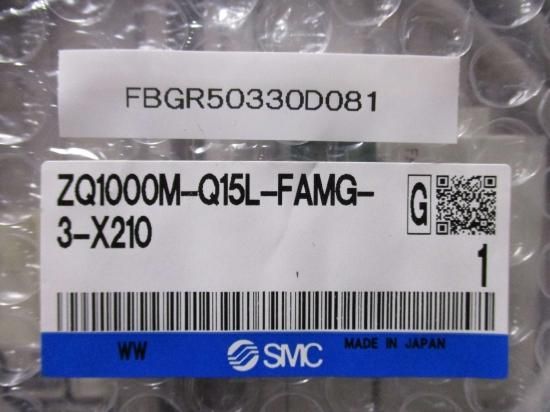 FBGR50330D081
ZQ1000M-Q15L-FAMG-
3-X210
G
1
WW
SMC
MADE IN JAPAN